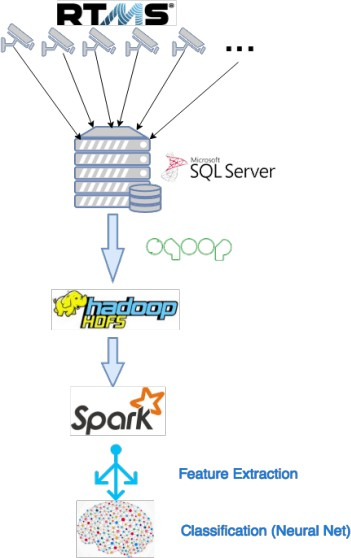 RTMS®
...
Microsoft
SQL Server
sqoop
hadoop
HDFS
Spark
Feature Extraction
Classification (Neural Net)